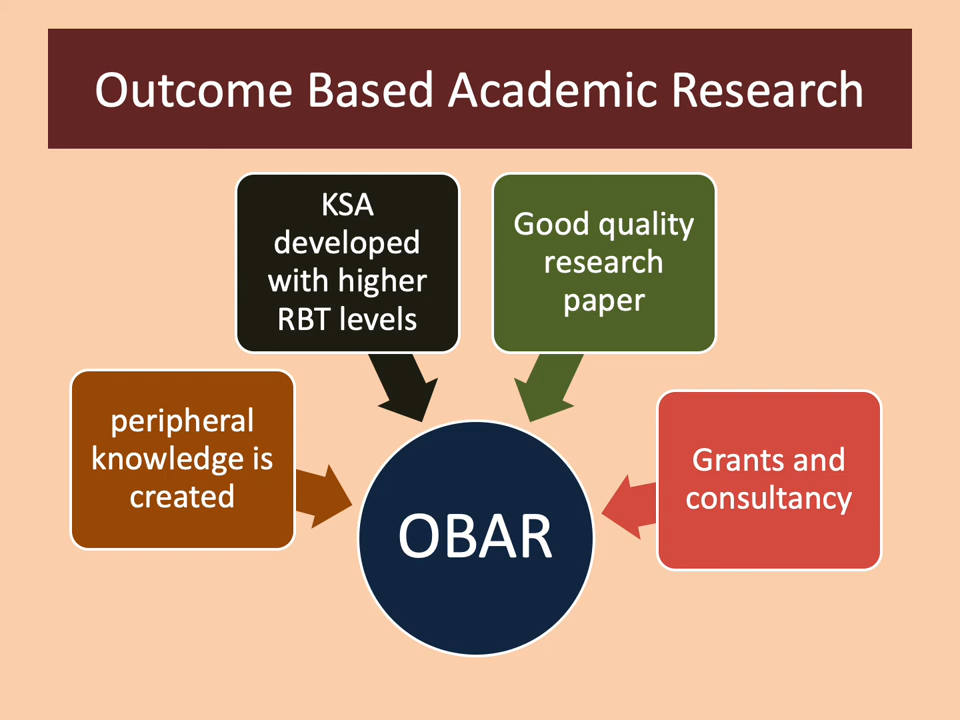 Outcome Based Academic Research
KSA
developed
with higher
RBT levels
Good quality
research
paper
peripheral
knowledge is
created
Grants and
consultancy
OBAR